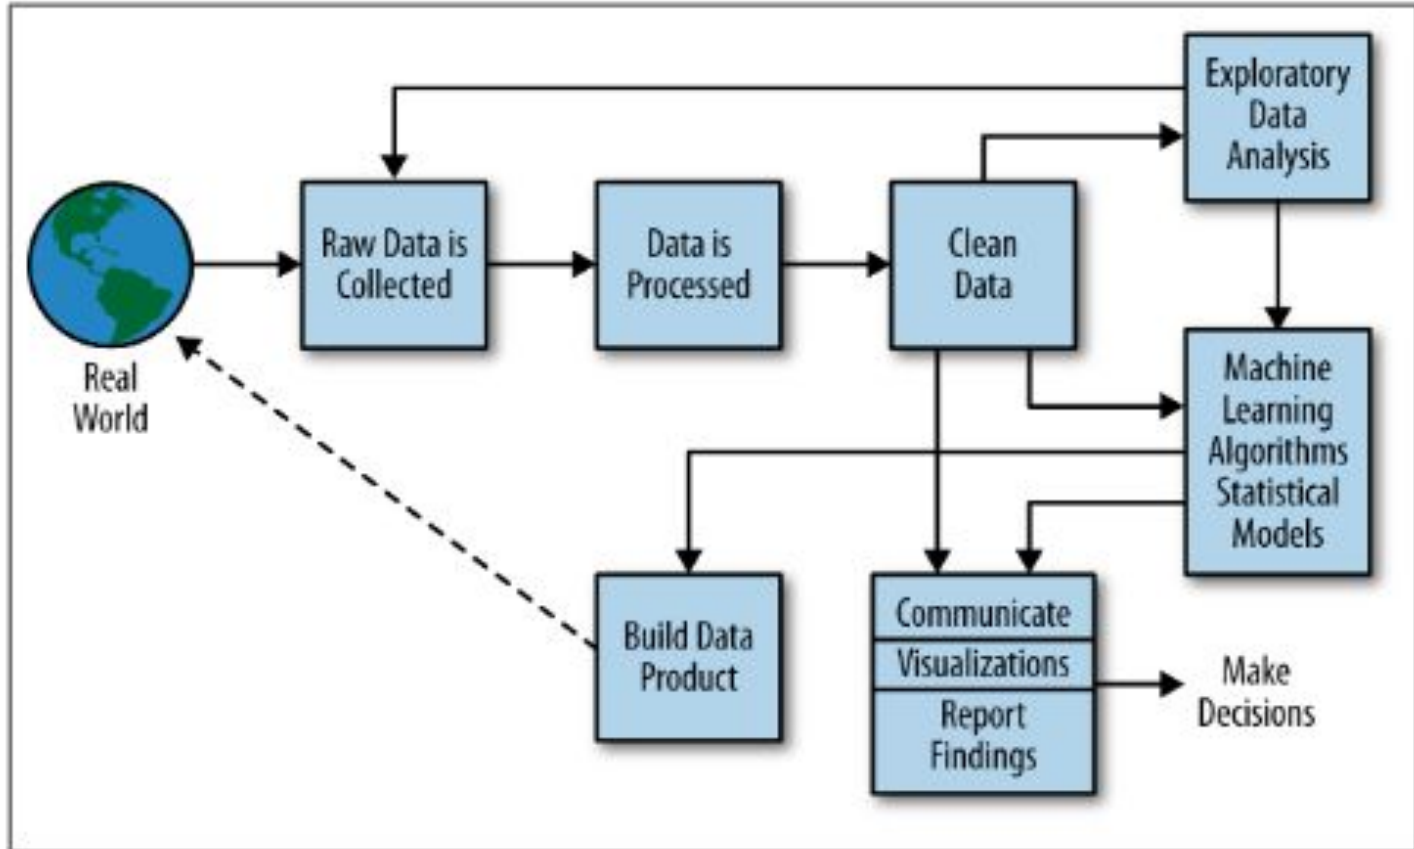 Exploratory
Data
Analysis
Raw Data is
Collected
Data is
Processed
Clean
Data
Real
World
Machine
Learning
Algorithms
Statistical
Models
Build Data
Product
Communicate
Visualizations
Report
Findings
Make
Decisions